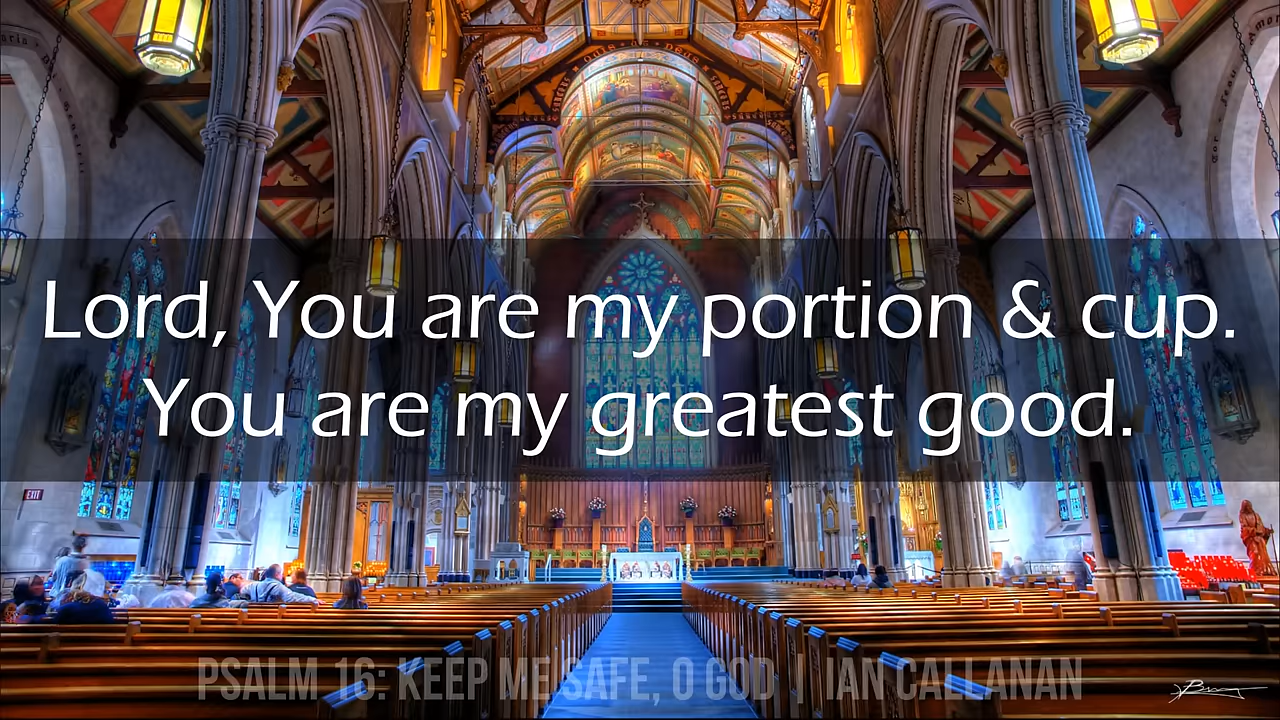 Lord, You are my portion & cup.
You are my greatest good.
EXIT
PSALM 16: KEEP ME SAFE, O GOD | IAN CALLANAN